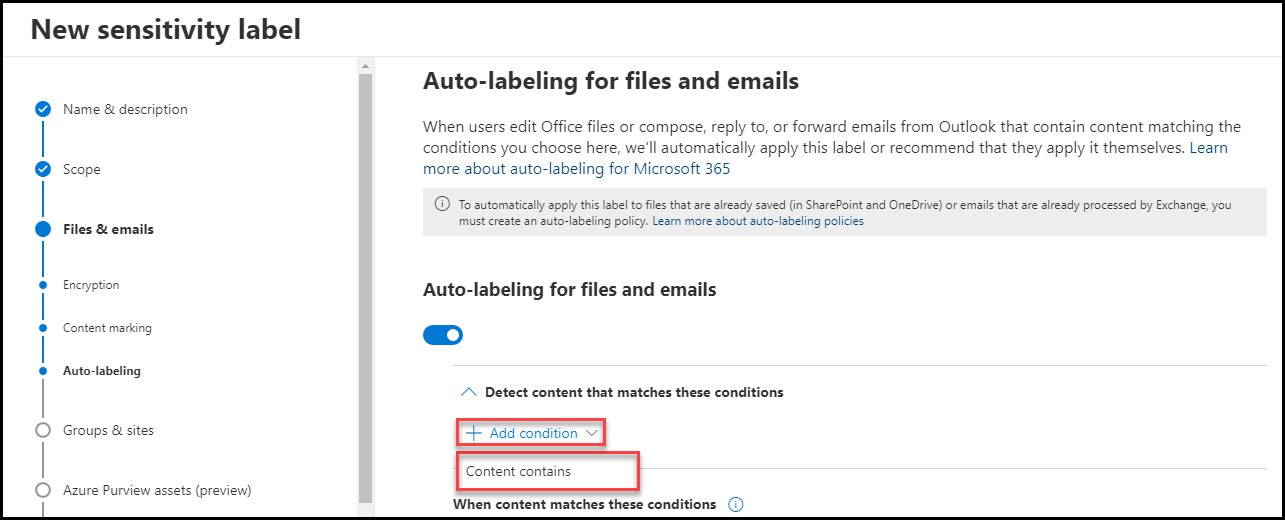 New sensitivity label
Name & description
Scope
Files & emails
Encryption
Content marking
Auto-labeling
Groups & sites
Azure Purview assets (preview)
Auto-labeling for files and emails
When users edit Office files or compose, reply to, or forward emails from Outlook that contain content matching the
conditions you choose here, we'll automatically apply this label or recommend that they apply it themselves. Learn
more about auto-labeling for Microsoft 365
To automatically apply this label to files that are already saved (in SharePoint and OneDrive) or emails that are already processed by Exchange, you
must create an auto-labeling policy. Learn more about auto-labeling policies
Auto-labeling for files and emails
Detect content that matches these conditions
Add condition
Content contains
When content matches these conditions